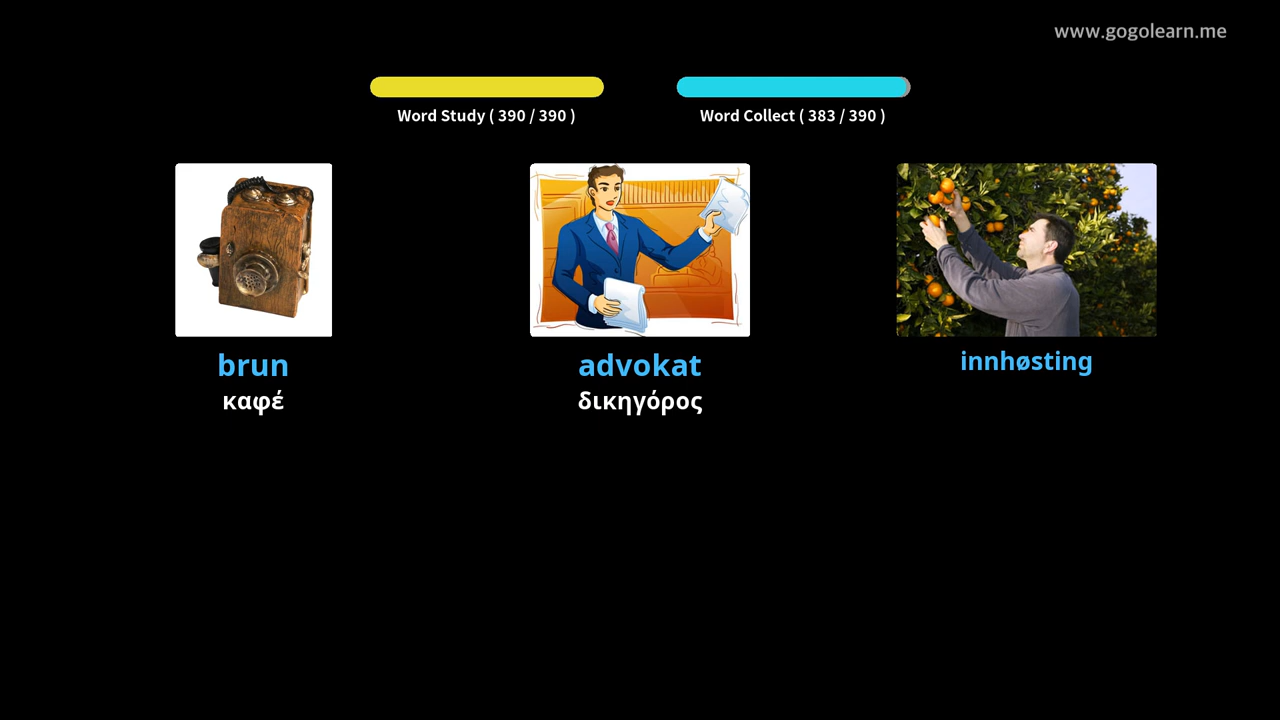 www.gogolearn.me
Word Study ( 390 / 390 )
Word Collect ( 383 / 390 )
brun
καφέ
advokat
δικηγόρος
innhøsting